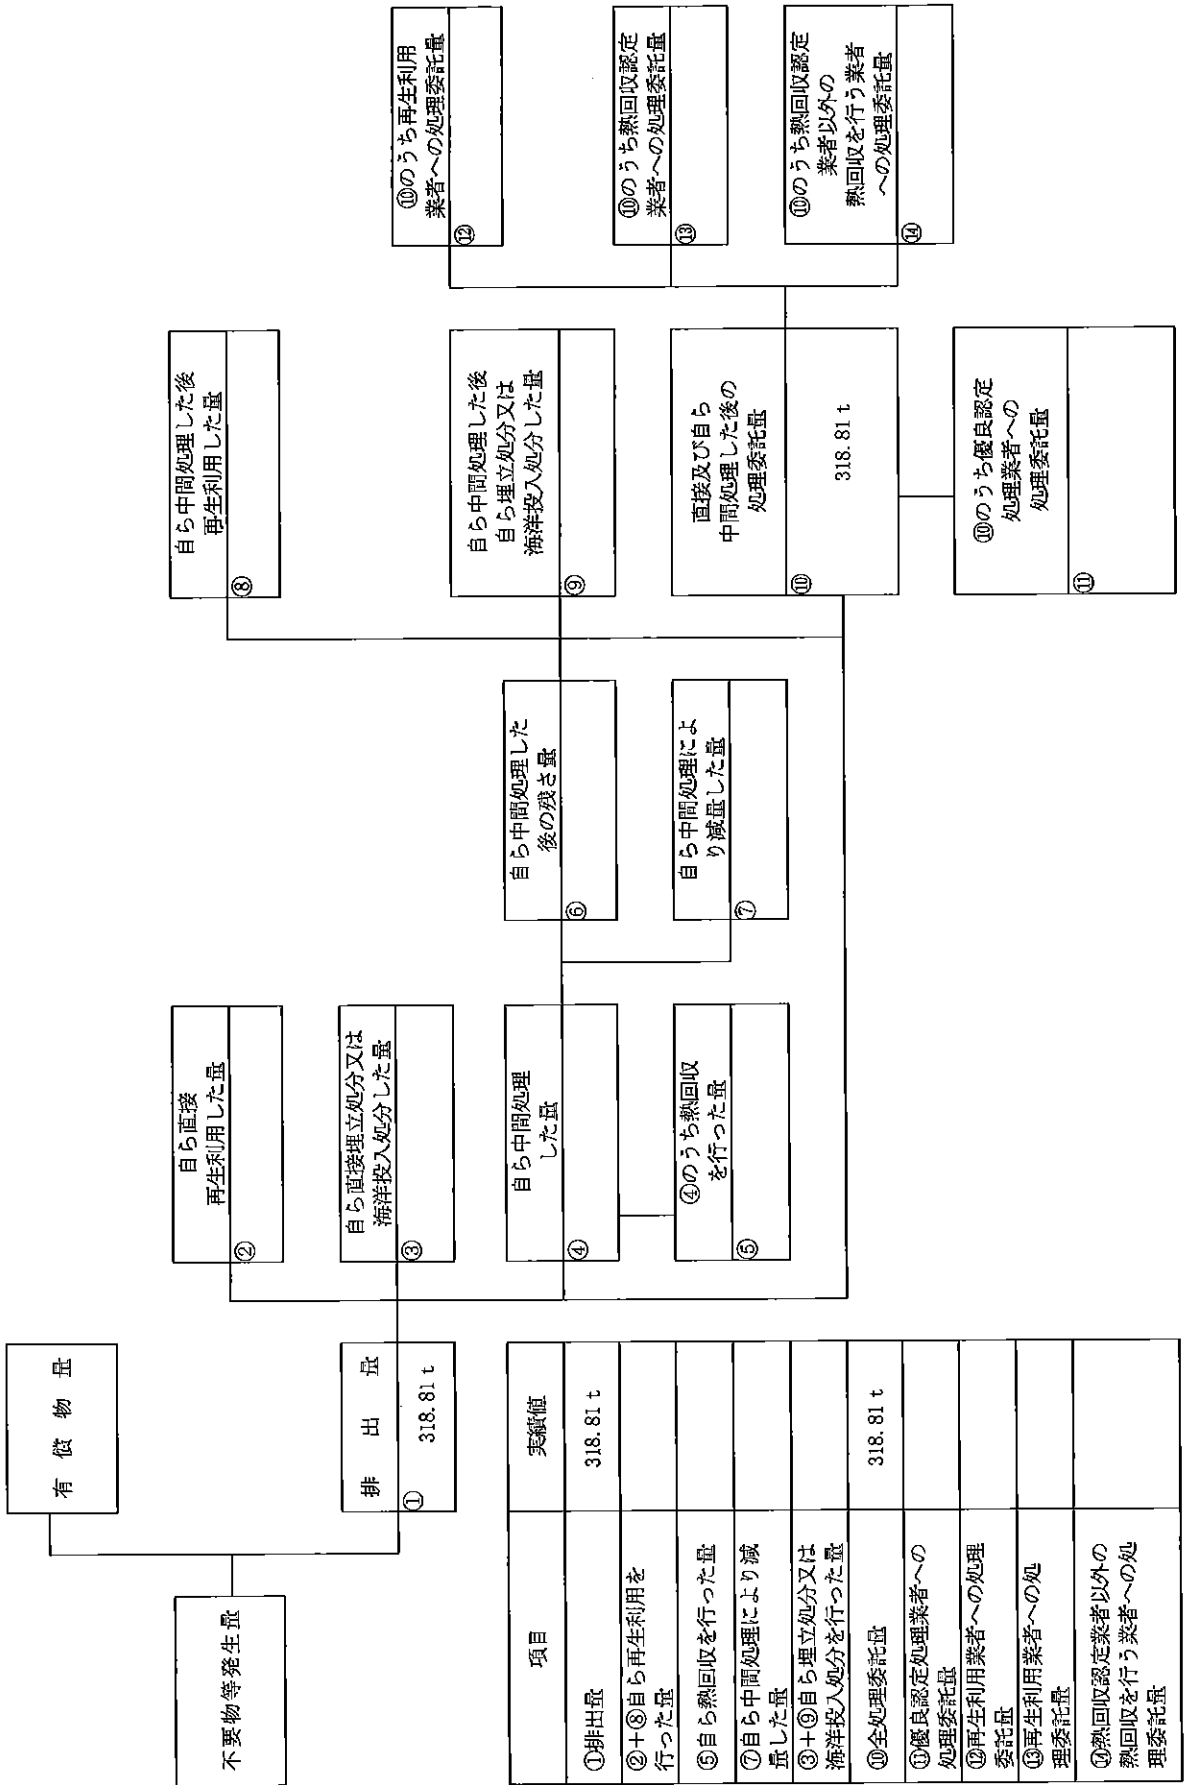 不要物等発生量
有 償 物 量
排 出 量
①
318.81 t
自ら直接
再生利用した量
②
自ら直接埋立処分又は
海洋投入処分した量
③
自ら中間処理
した量
④
④のうち熱回収
を行った量
⑤
自ら中間処理した
後の残さ量
⑥
自ら中間処理によ
り減量した量
⑦
自ら中間処理した後
再生利用した量
⑧
自ら中間処理した後
自ら埋立処分又は
海洋投入処分した量
⑨
直接及び自ら
中間処理した後の
処理委託量
⑩
318.81 t
⑩のうち優良認定
処理業者への
処理委託量
⑪
⑩のうち再生利用
業者への処理委託量
⑫
⑩のうち熱回収認定
業者への処理委託量
⑬
⑩のうち熱回収認定
業者以外の
熱回収を行う業者
への処理委託量
⑭
項目 実績値
①排出量 318.81 t
②+⑧自ら再生利用を
行った量
⑤自ら熱回収を行った量
⑦自ら中間処理により減
量した量
③+⑨自ら埋立処分又は
海洋投入処分を行った量
⑩全処理委託量 318.81 t
⑪優良認定処理業者への
処理委託量
⑫再生利用業者への処理
委託量
⑬再生利用業者への処
理委託量
⑭熱回収認定業者以外の
熱回収を行う業者への処
理委託量